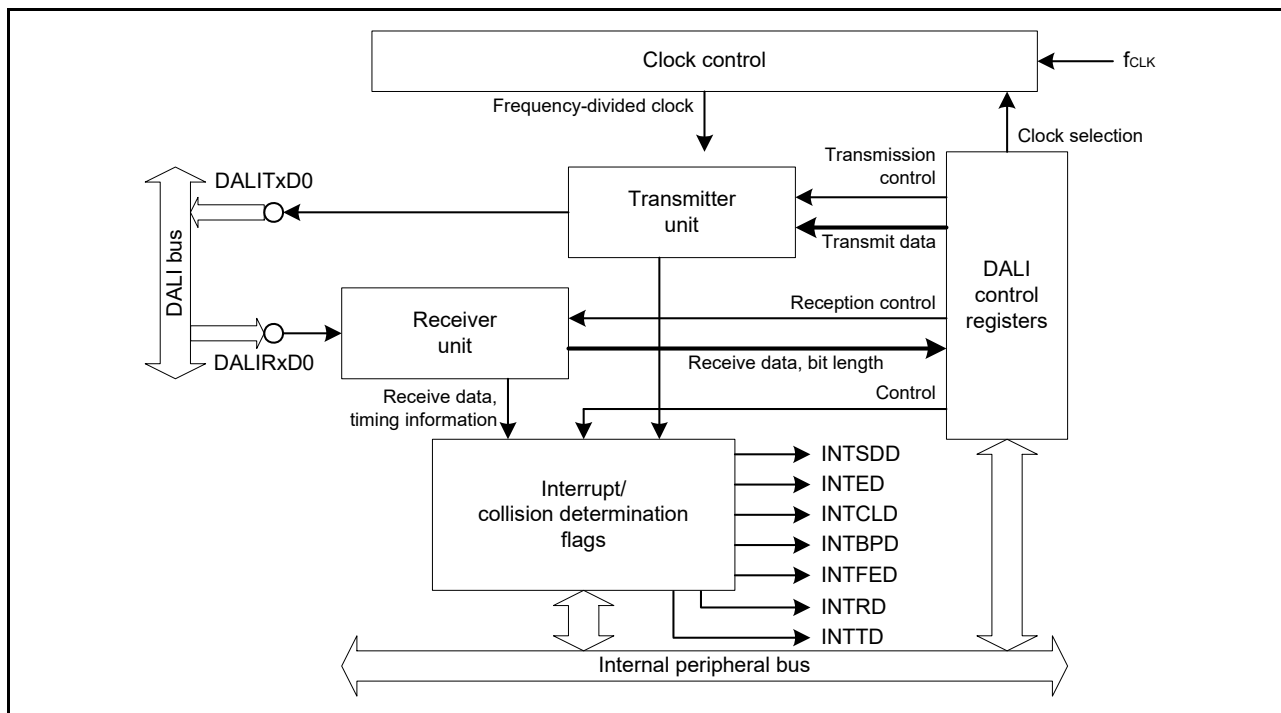 Clock control
fCLK
Frequency-divided clock
Clock selection
Transmission
control
DALITxD0
Transmitter
unit
Transmit data
DALI bus
DALI
control
registers
Reception control
Receiver
unit
DALIRxD0
Receive data, bit length
Receive data,
timing information
Control
INTSDD
Interrupt/
collision determination
flags
INTED
INTCLD
INTBPD
INTFED
INTRD
INTTD
Internal peripheral bus